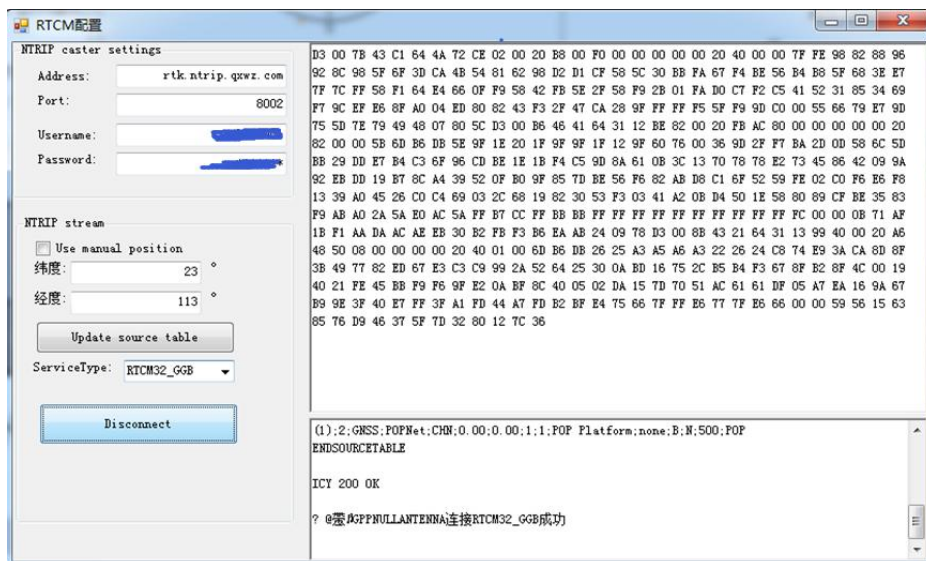 RTCM配置
NTRIP caster settings
Address: rtk.ntrip.qxwz.com
Port: 8002
Username:
Password:
NTRIP stream
Use manual position
纬度: 23 °
经度: 113 °
Update source table
ServiceType: RTCM32_GGB
Disconnect
D3 00 7B 43 C1 64 4A 72 CE 02 00 20 B8 00 F0 00 00 00 00 00 20 40 00 00 7F FE 98 82 88 96
92 8C 98 5F 6F 3D CA 4B 54 81 62 98 D2 D1 CF 58 5C 30 BB FA 67 F4 BE 56 B4 B8 5F 68 3E E7
7F 7C FF 58 F1 64 E4 66 0F F9 58 42 FB 5E 2F 58 F9 2B 01 FA D0 C7 F2 C5 41 52 31 85 34 69
F7 9C EF E6 8F A0 04 ED 80 82 43 F3 2F 47 CA 28 9F FF FF F5 5F F9 9D C0 00 55 66 79 E7 9D
75 5D 7E 79 49 48 07 80 5C D3 00 B6 46 41 64 31 12 BE 82 00 20 FB AC 80 00 00 00 00 00 20
82 00 00 5B 6D B6 DB 5E 9F 1E 20 1F 9F 9F 1F 12 9F 60 76 00 36 9D 2F F7 BA 2D 0D 58 6C 5D
BB 29 DD E7 B4 C3 6F 96 CD BE 1E 1B F4 C5 9D 8A 61 0B 3C 13 70 78 78 E2 73 45 86 42 09 9A
92 EB DD 19 B7 8C A4 39 52 0F B0 9F 85 7D BE 56 F6 82 AB D8 C1 6F 52 59 FE 02 C0 F6 E6 F8
13 39 A0 45 26 C0 C4 69 03 2C 68 19 82 30 53 F3 03 41 A2 0B D4 50 1E 58 80 89 CF BE 35 83
F9 AB A0 2A 5A E0 AC 5A FF B7 CC FF BB BB FF FF FF FF FF FF FF FF FF FC 00 00 0B 71 AF
1B F1 AA DA AC AE EB 30 B2 FB F3 B6 EA AB 24 09 78 D3 00 8B 43 21 64 31 13 99 40 00 20 A6
48 50 08 00 00 00 00 20 40 01 00 6D B6 DB 26 25 A3 A5 A6 A3 22 26 24 C8 74 E9 3A CA 8D 8F
3B 49 77 82 ED 67 E3 C3 C9 99 2A 52 64 25 30 0A BD 16 75 2C B5 B4 F3 67 8F B2 8F 4C 00 19
40 21 FE 45 BB F9 F6 9F E2 0A BF 8C 40 05 02 DA 15 7D 70 51 AC 61 61 DF 05 A7 EA 16 9A 67
B9 9E 3F 40 E7 FF 3F A1 FD 44 A7 FD B2 BF E4 75 66 7F FF E6 77 7F E6 66 00 00 59 56 15 63
85 76 D9 46 37 5F 7D 32 80 12 7C 36
(1);2;GNSS;POPNet;CHN;0.00;0.00;1;1;POP Platform;none;B;N;500;POP
ENDSOURCETABLE
ICY 200 OK
? @ GPPNULLANTENNA连接RTCM32_GGB成功